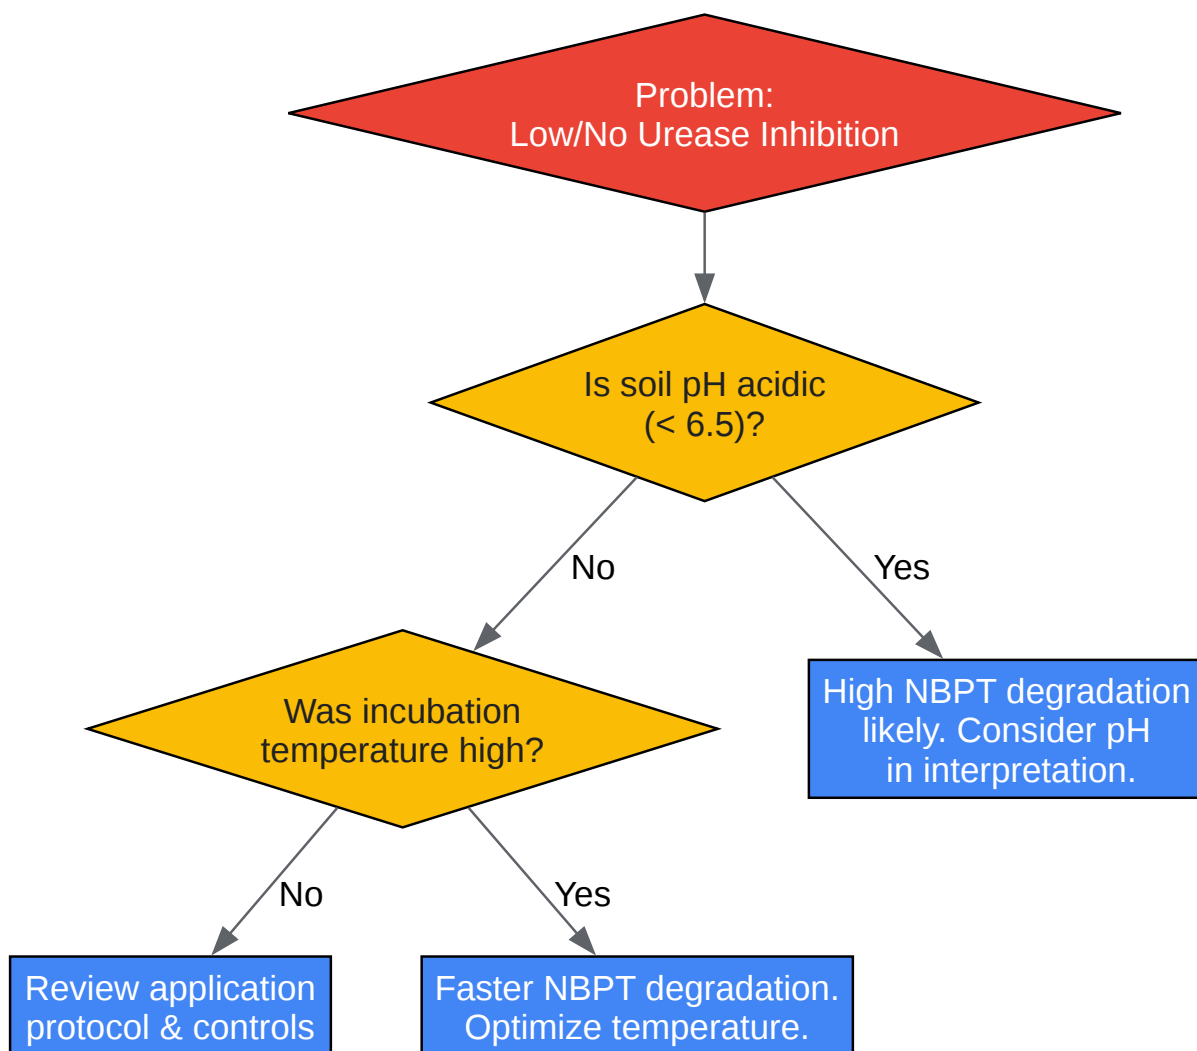 Problem:
Low/No Urease Inhibition
Is soil pH acidic
(< 6.5)?
No
Yes
Was incubation
temperature high?
High NBPT degradation
likely. Consider pH
in interpretation.
No
Yes
Review application
protocol & controls
Faster NBPT degradation.
Optimize temperature.